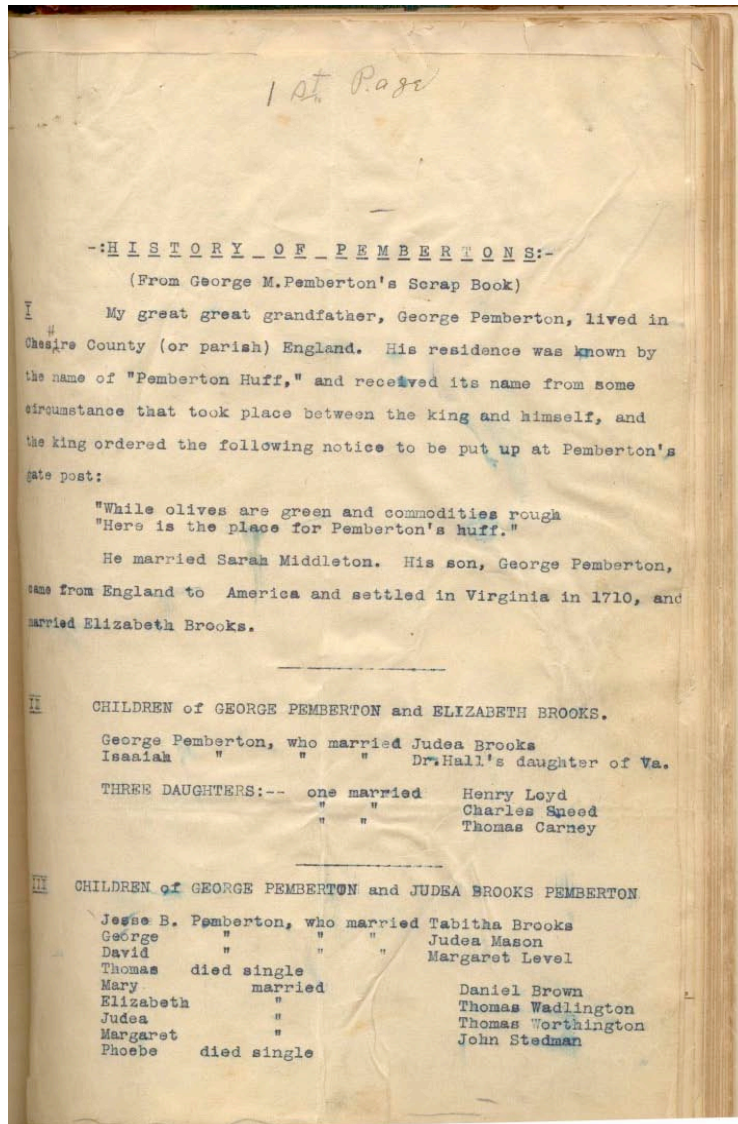 1 st Page
-:HISTORY OF PEMBERTONS:-
(From George M.Pemberton's Scrap Book)
I My great great grandfather, George Pemberton, lived in
h
Chesire County (or parish) England. His residence was known by
the name of "Pemberton Huff," and received its name from some
circumstance that took place between the king and himself, and
the king ordered the following notice to be put up at Pemberton's
gate post:
"While olives are green and commodities rough
"Here is the place for Pemberton's huff."
He married Sarah Middleton. His son, George Pemberton,
came from England to America and settled in Virginia in 1710, and
married Elizabeth Brooks.
II CHILDREN of GEORGE PEMBERTON and ELIZABETH BROOKS.
George Pemberton, who married Judea Brooks
Isaaiah " " " Dr.Hall's daughter of Va.
THREE DAUGHTERS:-- one married Henry Loyd
" " Charles Sneed
" " Thomas Carney
III CHILDREN of GEORGE PEMBERTON and JUDEA BROOKS PEMBERTON
Jesse B. Pemberton, who married Tabitha Brooks
George " " " Judea Mason
David " " " Margaret Level
Thomas died single
Mary married Daniel Brown
Elizabeth " Thomas Wadlington
Judea " Thomas Worthington
Margaret " John Stedman
Phoebe died single